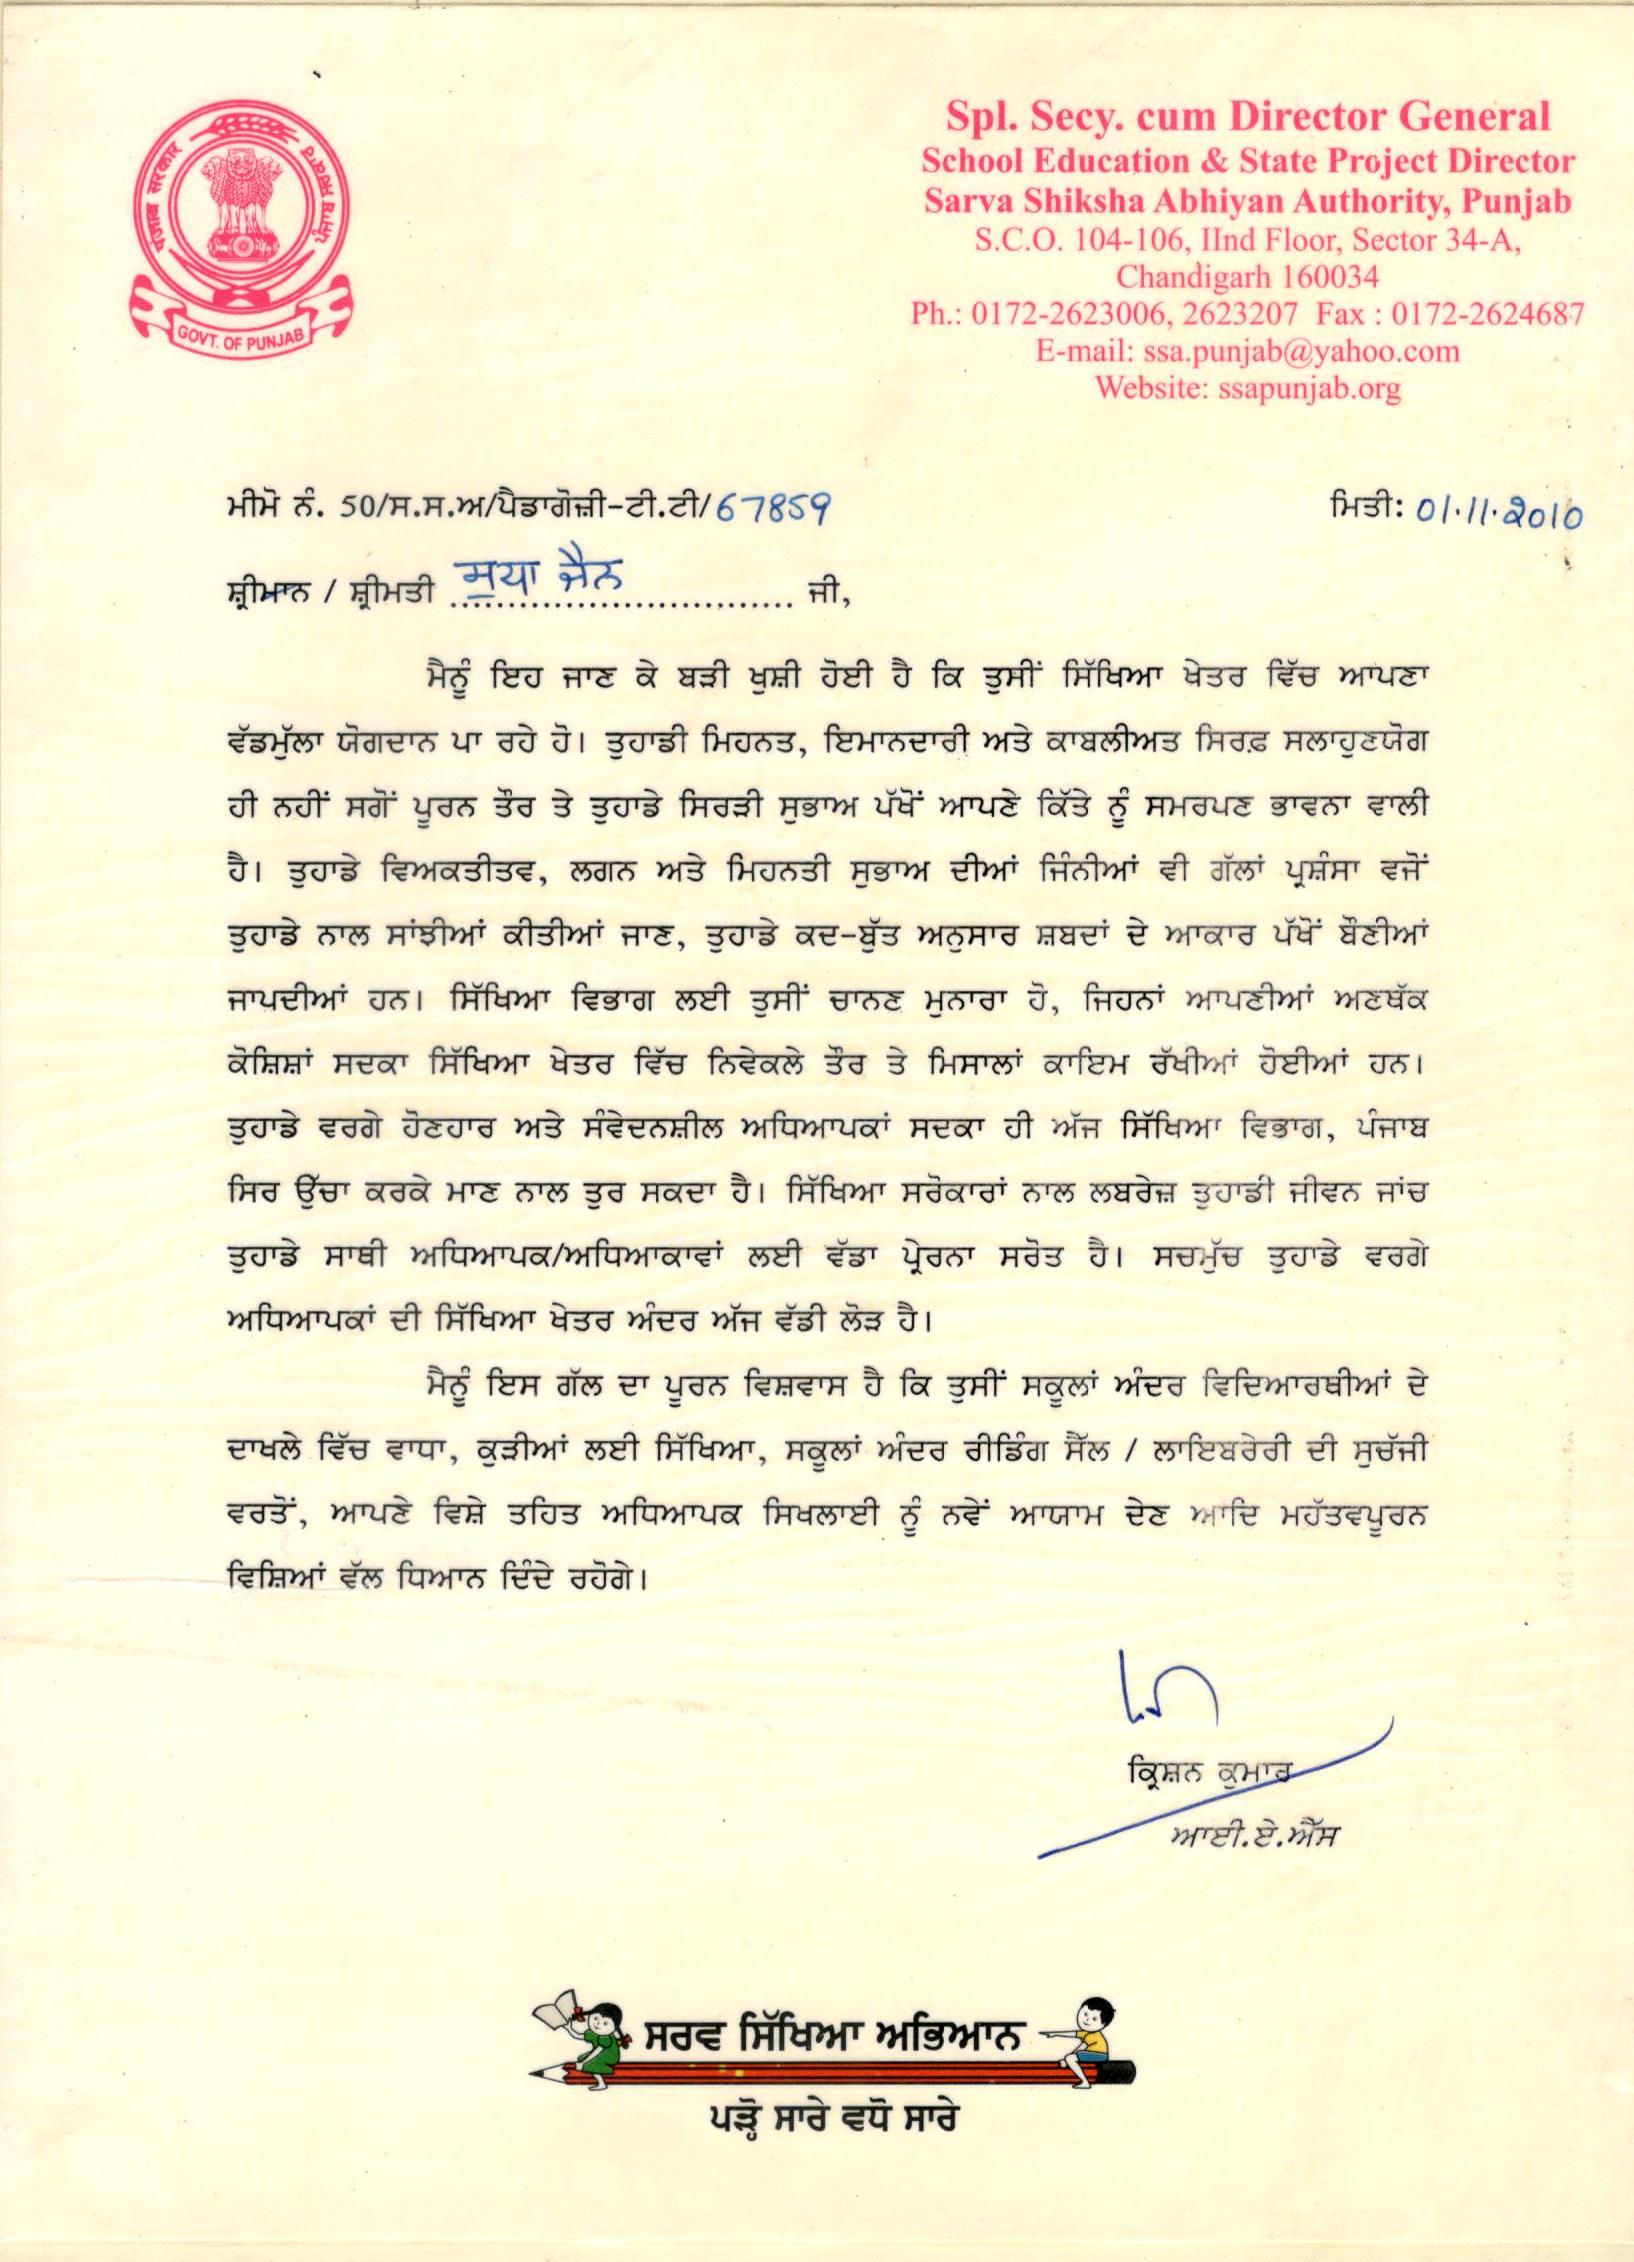 पंजाब सरकार
ਪੰਜਾਬ ਸਰਕਾਰ
GOVT. OF PUNJAB
Spl. Secy. cum Director General
School Education & State Project Director
Sarva Shiksha Abhiyan Authority, Punjab
S.C.O. 104-106, IInd Floor, Sector 34-A,
Chandigarh 160034
Ph.: 0172-2623006, 2623207 Fax : 0172-2624687
E-mail: ssa.punjab@yahoo.com
Website: ssapunjab.org
ਮੀਮੋ ਨੰ. 50/ਸ.ਸ.ਅ/ਪੈਡਾਗੋਜ਼ੀ-ਟੀ.ਟੀ/67859 ਮਿਤੀ: 01.11.2010
ਸ਼੍ਰੀਮਾਨ / ਸ਼੍ਰੀਮਤੀ ਸੁਧਾ ਜੈਨ ਜੀ,
ਮੈਨੂੰ ਇਹ ਜਾਣ ਕੇ ਬੜੀ ਖੁਸ਼ੀ ਹੋਈ ਹੈ ਕਿ ਤੁਸੀਂ ਸਿੱਖਿਆ ਖੇਤਰ ਵਿੱਚ ਆਪਣਾ
ਵੱਡਮੁੱਲਾ ਯੋਗਦਾਨ ਪਾ ਰਹੇ ਹੋ। ਤੁਹਾਡੀ ਮਿਹਨਤ, ਇਮਾਨਦਾਰੀ ਅਤੇ ਕਾਬਲੀਅਤ ਸਿਰਫ਼ ਸਲਾਹੁਣਯੋਗ
ਹੀ ਨਹੀਂ ਸਗੋਂ ਪੂਰਨ ਤੌਰ ਤੇ ਤੁਹਾਡੇ ਸਿਰੜੀ ਸੁਭਾਅ ਪੱਖੋਂ ਆਪਣੇ ਕਿੱਤੇ ਨੂੰ ਸਮਰਪਣ ਭਾਵਨਾ ਵਾਲੀ
ਹੈ। ਤੁਹਾਡੇ ਵਿਅਕਤੀਤਵ, ਲਗਨ ਅਤੇ ਮਿਹਨਤੀ ਸੁਭਾਅ ਦੀਆਂ ਜਿੰਨੀਆਂ ਵੀ ਗੱਲਾਂ ਪ੍ਰਸ਼ੰਸਾ ਵਜੋਂ
ਤੁਹਾਡੇ ਨਾਲ ਸਾਂਝੀਆਂ ਕੀਤੀਆਂ ਜਾਣ, ਤੁਹਾਡੇ ਕਦ-ਬੁੱਤ ਅਨੁਸਾਰ ਸ਼ਬਦਾਂ ਦੇ ਆਕਾਰ ਪੱਖੋਂ ਬੌਣੀਆਂ
ਜਾਪਦੀਆਂ ਹਨ। ਸਿੱਖਿਆ ਵਿਭਾਗ ਲਈ ਤੁਸੀਂ ਚਾਨਣ ਮੁਨਾਰਾ ਹੋ, ਜਿਹਨਾਂ ਆਪਣੀਆਂ ਅਣਥੱਕ
ਕੋਸ਼ਿਸ਼ਾਂ ਸਦਕਾ ਸਿੱਖਿਆ ਖੇਤਰ ਵਿੱਚ ਨਿਵੇਕਲੇ ਤੌਰ ਤੇ ਮਿਸਾਲਾਂ ਕਾਇਮ ਰੱਖੀਆਂ ਹੋਈਆਂ ਹਨ।
ਤੁਹਾਡੇ ਵਰਗੇ ਹੋਣਹਾਰ ਅਤੇ ਸੰਵੇਦਨਸ਼ੀਲ ਅਧਿਆਪਕਾਂ ਸਦਕਾ ਹੀ ਅੱਜ ਸਿੱਖਿਆ ਵਿਭਾਗ, ਪੰਜਾਬ
ਸਿਰ ਉੱਚਾ ਕਰਕੇ ਮਾਣ ਨਾਲ ਤੁਰ ਸਕਦਾ ਹੈ। ਸਿੱਖਿਆ ਸਰੋਕਾਰਾਂ ਨਾਲ ਲਬਰੇਜ਼ ਤੁਹਾਡੀ ਜੀਵਨ ਜਾਂਚ
ਤੁਹਾਡੇ ਸਾਥੀ ਅਧਿਆਪਕ/ਅਧਿਆਕਾਵਾਂ ਲਈ ਵੱਡਾ ਪ੍ਰੇਰਨਾ ਸਰੋਤ ਹੈ। ਸਚਮੁੱਚ ਤੁਹਾਡੇ ਵਰਗੇ
ਅਧਿਆਪਕਾਂ ਦੀ ਸਿੱਖਿਆ ਖੇਤਰ ਅੰਦਰ ਅੱਜ ਵੱਡੀ ਲੋੜ ਹੈ।
ਮੈਨੂੰ ਇਸ ਗੱਲ ਦਾ ਪੂਰਨ ਵਿਸ਼ਵਾਸ ਹੈ ਕਿ ਤੁਸੀਂ ਸਕੂਲਾਂ ਅੰਦਰ ਵਿਦਿਆਰਥੀਆਂ ਦੇ
ਦਾਖਲੇ ਵਿੱਚ ਵਾਧਾ, ਕੁੜੀਆਂ ਲਈ ਸਿੱਖਿਆ, ਸਕੂਲਾਂ ਅੰਦਰ ਰੀਡਿੰਗ ਸੈੱਲ / ਲਾਇਬਰੇਰੀ ਦੀ ਸੁਚੱਜੀ
ਵਰਤੋਂ, ਆਪਣੇ ਵਿਸ਼ੇ ਤਹਿਤ ਅਧਿਆਪਕ ਸਿਖਲਾਈ ਨੂੰ ਨਵੇਂ ਆਯਾਮ ਦੇਣ ਆਦਿ ਮਹੱਤਵਪੂਰਨ
ਵਿਸ਼ਿਆਂ ਵੱਲ ਧਿਆਨ ਦਿੰਦੇ ਰਹੋਗੇ।
ਕ੍ਰਿਸ਼ਨ ਕੁਮਾਰ
ਆਈ.ਏ.ਐੱਸ
ਸਰਵ ਸਿੱਖਿਆ ਅਭਿਆਨ
ਪੜ੍ਹੋ ਸਾਰੇ ਵਧੋ ਸਾਰੇ